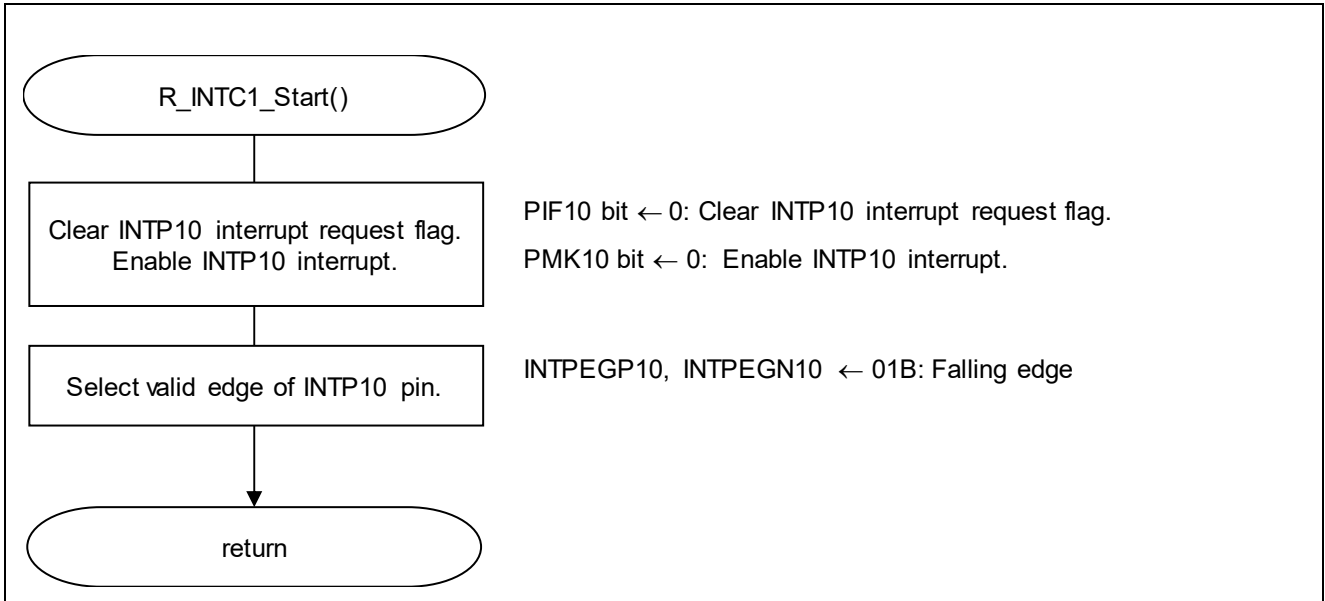 R_INTC1_Start()
Clear INTP10 interrupt request flag.
Enable INTP10 interrupt.
PIF10 bit ← 0: Clear INTP10 interrupt request flag.
PMK10 bit ← 0: Enable INTP10 interrupt.
Select valid edge of INTP10 pin.
INTPEGP10, INTPEGN10 ← 01B: Falling edge
return